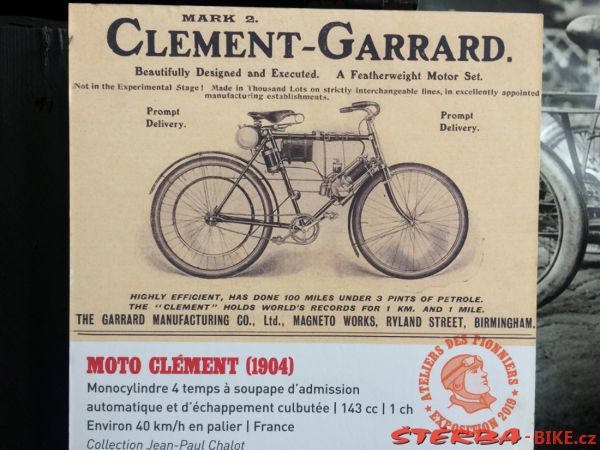 MARK 2.
CLEMENT-GARRARD.
Beautifully Designed and Executed. A Featherweight Motor Set.
Not in the Experimental Stage! Made in Thousand Lots on strictly interchangeable lines, in excellently appointed
manufacturing establishments.
Prompt
Delivery.
Prompt
Delivery.
HIGHLY EFFICIENT, HAS DONE 100 MILES UNDER 3 PINTS OF PETROLE.
THE "CLEMENT" HOLDS WORLD'S RECORDS FOR 1 KM. AND 1 MILE.
THE GARRARD MANUFACTURING CO., Ltd., MAGNETO WORKS, RYLAND STREET, BIRMINGHAM.
MOTO CLÉMENT (1904)
Monocylindre 4 temps à soupape d'admission
automatique et d'échappement culbutée | 143 cc | 1 ch
Environ 40 km/h en palier | France
Collection Jean-Paul Chalot
ATELIERS DES PIONNIERS
EXPOSITION 2019
ŠTERBA-BIKE.cz